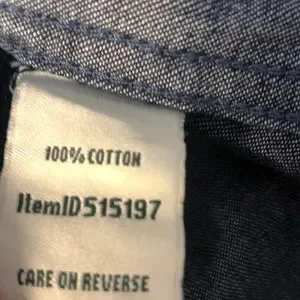 100% COTTON
ItemID515197
CARE ON REVERSE